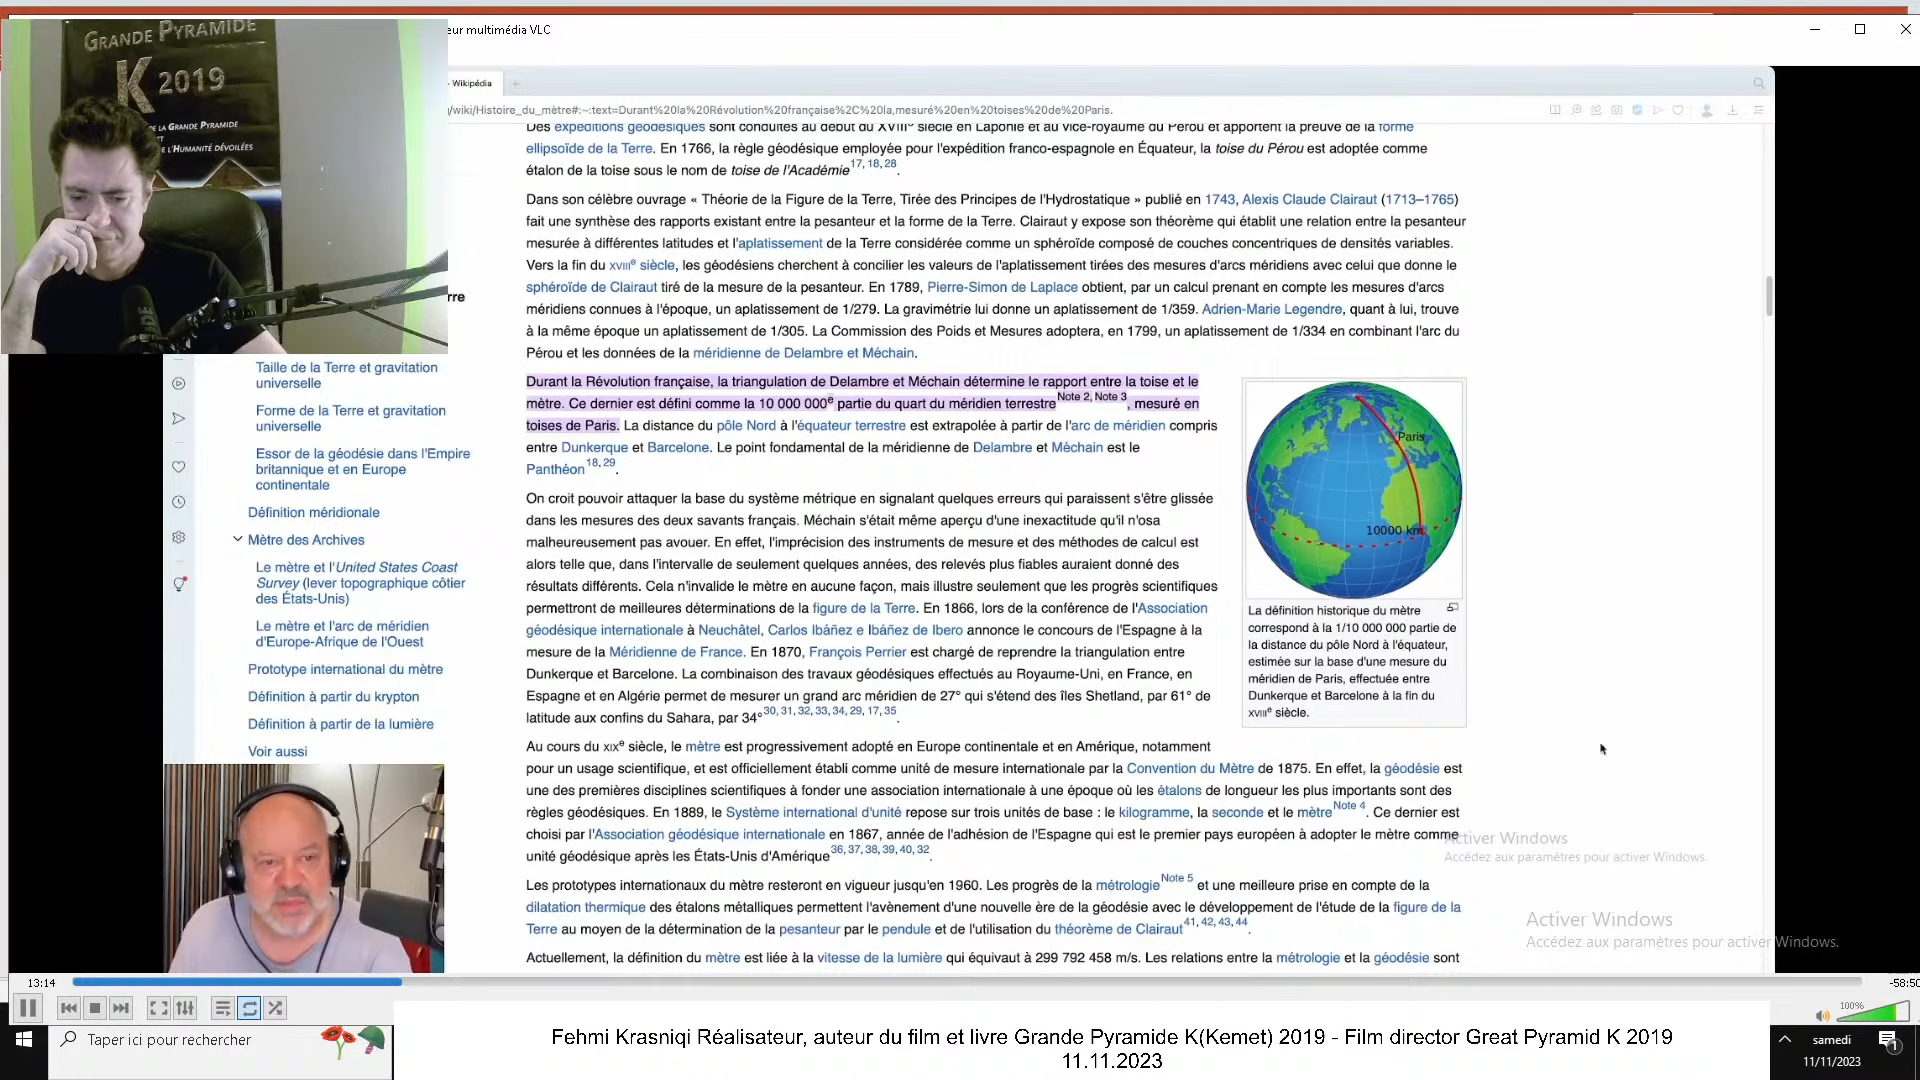 eur multimédia VLC
GRANDE PYRAMIDE
K 2019
DE LA GRANDE PYRAMIDE
ET
DE L'HUMANITÉ DÉVOILÉES
Wikipédia
/wiki/Histoire_du_mètre#:~:text=Durant%20la%20Révolution%20française%2C%20la,mesuré%20en%20toises%20de%20Paris.
rre
Taille de la Terre et gravitation
universelle
Forme de la Terre et gravitation
universelle
Essor de la géodésie dans l'Empire
britannique et en Europe
continentale
Définition méridionale
Mètre des Archives
Le mètre et l'United States Coast
Survey (lever topographique côtier
des États-Unis)
Le mètre et l'arc de méridien
d'Europe-Afrique de l'Ouest
Prototype international du mètre
Définition à partir du krypton
Définition à partir de la lumière
Voir aussi
Des expéditions géodésiques sont conduites au début du XVIIIe siècle en Laponie et au vice-royaume du Pérou et apportent la preuve de la forme
ellipsoïde de la Terre. En 1766, la règle géodésique employée pour l'expédition franco-espagnole en Équateur, la toise du Pérou est adoptée comme
étalon de la toise sous le nom de toise de l'Académie17, 18, 28.
Dans son célèbre ouvrage « Théorie de la Figure de la Terre, Tirée des Principes de l'Hydrostatique » publié en 1743, Alexis Claude Clairaut (1713–1765)
fait une synthèse des rapports existant entre la pesanteur et la forme de la Terre. Clairaut y expose son théorème qui établit une relation entre la pesanteur
mesurée à différentes latitudes et l'aplatissement de la Terre considérée comme un sphéroïde composé de couches concentriques de densités variables.
Vers la fin du XVIIIe siècle, les géodésiens cherchent à concilier les valeurs de l'aplatissement tirées des mesures d'arcs méridiens avec celui que donne le
sphéroïde de Clairaut tiré de la mesure de la pesanteur. En 1789, Pierre-Simon de Laplace obtient, par un calcul prenant en compte les mesures d'arcs
méridiens connues à l'époque, un aplatissement de 1/279. La gravimétrie lui donne un aplatissement de 1/359. Adrien-Marie Legendre, quant à lui, trouve
à la même époque un aplatissement de 1/305. La Commission des Poids et Mesures adoptera, en 1799, un aplatissement de 1/334 en combinant l'arc du
Pérou et les données de la méridienne de Delambre et Méchain.
Durant la Révolution française, la triangulation de Delambre et Méchain détermine le rapport entre la toise et le
mètre. Ce dernier est défini comme la 10 000 000e partie du quart du méridien terrestreNote 2, Note 3, mesuré en
toises de Paris. La distance du pôle Nord à l'équateur terrestre est extrapolée à partir de l'arc de méridien compris
entre Dunkerque et Barcelone. Le point fondamental de la méridienne de Delambre et Méchain est le
Panthéon18, 29.
On croit pouvoir attaquer la base du système métrique en signalant quelques erreurs qui paraissent s'être glissée
dans les mesures des deux savants français. Méchain s'était même aperçu d'une inexactitude qu'il n'osa
malheureusement pas avouer. En effet, l'imprécision des instruments de mesure et des méthodes de calcul est
alors telle que, dans l'intervalle de seulement quelques années, des relevés plus fiables auraient donné des
résultats différents. Cela n'invalide le mètre en aucune façon, mais illustre seulement que les progrès scientifiques
permettront de meilleures déterminations de la figure de la Terre. En 1866, lors de la conférence de l'Association
géodésique internationale à Neuchâtel, Carlos Ibáñez e Ibáñez de Ibero annonce le concours de l'Espagne à la
mesure de la Méridienne de France. En 1870, François Perrier est chargé de reprendre la triangulation entre
Dunkerque et Barcelone. La combinaison des travaux géodésiques effectués au Royaume-Uni, en France, en
Espagne et en Algérie permet de mesurer un grand arc méridien de 27° qui s'étend des îles Shetland, par 61° de
latitude aux confins du Sahara, par 34°30, 31, 32, 33, 34, 29, 17, 35.
Paris
10000 km
La définition historique du mètre
correspond à la 1/10 000 000 partie de
la distance du pôle Nord à l'équateur,
estimée sur la base d'une mesure du
méridien de Paris, effectuée entre
Dunkerque et Barcelone à la fin du
XVIIIe siècle.
Au cours du XIXe siècle, le mètre est progressivement adopté en Europe continentale et en Amérique, notamment
pour un usage scientifique, et est officiellement établi comme unité de mesure internationale par la Convention du Mètre de 1875. En effet, la géodésie est
une des premières disciplines scientifiques à fonder une association internationale à une époque où les étalons de longueur les plus importants sont des
règles géodésiques. En 1889, le Système international d'unité repose sur trois unités de base : le kilogramme, la seconde et le mètreNote 4. Ce dernier est
choisi par l'Association géodésique internationale en 1867, année de l'adhésion de l'Espagne qui est le premier pays européen à adopter le mètre comme
unité géodésique après les États-Unis d'Amérique36, 37, 38, 39, 40, 32.
Les prototypes internationaux du mètre resteront en vigueur jusqu'en 1960. Les progrès de la métrologieNote 5 et une meilleure prise en compte de la
dilatation thermique des étalons métalliques permettent l'avènement d'une nouvelle ère de la géodésie avec le développement de l'étude de la figure de la
Terre au moyen de la détermination de la pesanteur par le pendule et de l'utilisation du théorème de Clairaut41, 42, 43, 44.
Actuellement, la définition du mètre est liée à la vitesse de la lumière qui équivaut à 299 792 458 m/s. Les relations entre la métrologie et la géodésie sont
Activer Windows
Accédez aux paramètres pour activer Windows.
Activer Windows
Accédez aux paramètres pour activer Windows.
13:14
-58:50
100%
Taper ici pour rechercher
Fehmi Krasniqi Réalisateur, auteur du film et livre Grande Pyramide K(Kemet) 2019 - Film director Great Pyramid K 2019
11.11.2023
samedi
11/11/2023
1